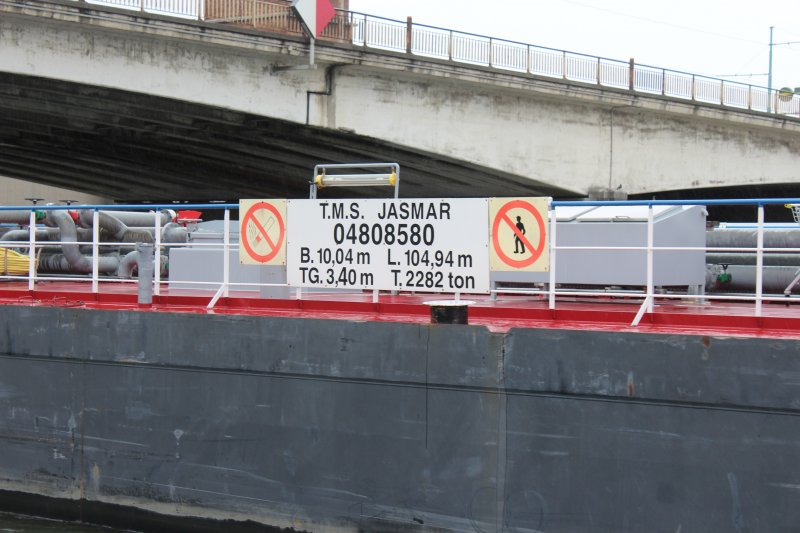 T.M.S. JASMAR
04808580
B. 10,04 m L. 104,94 m
TG. 3,40 m T. 2282 ton